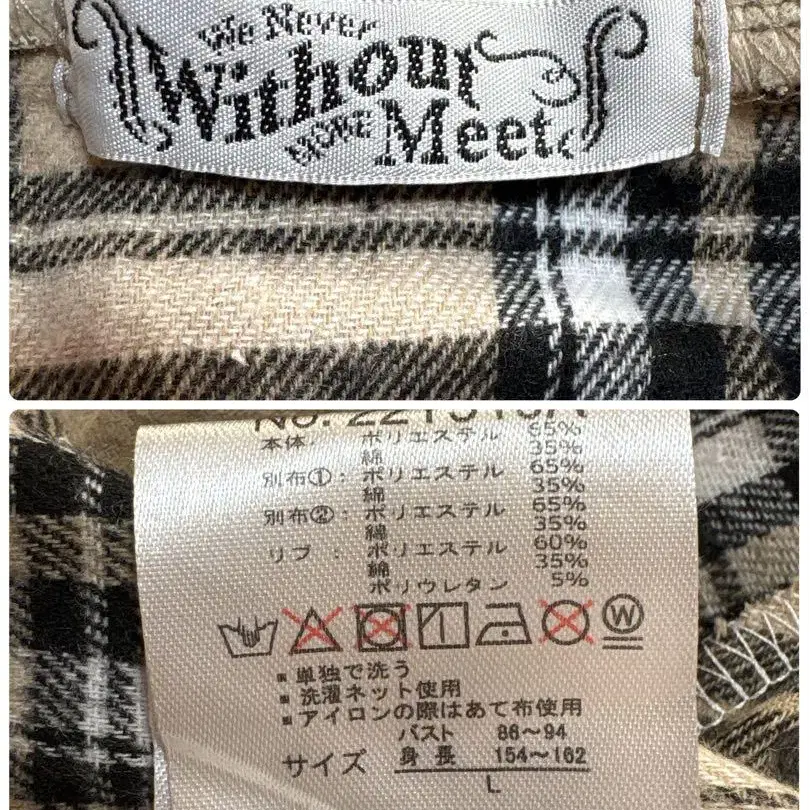 We Never
Without
MORE Meet
本体: ポリエステル 65%
綿 35%
別布①: ポリエステル 65%
綿 35%
別布②: ポリエステル 65%
綿 35%
リブ : ポリエステル 60%
綿 35%
ポリウレタン 5%
W
■ 単独で洗う
■ 洗濯ネット使用
■ アイロンの際はあて布使用
バスト 86～94
サイズ 身長 154～162
L